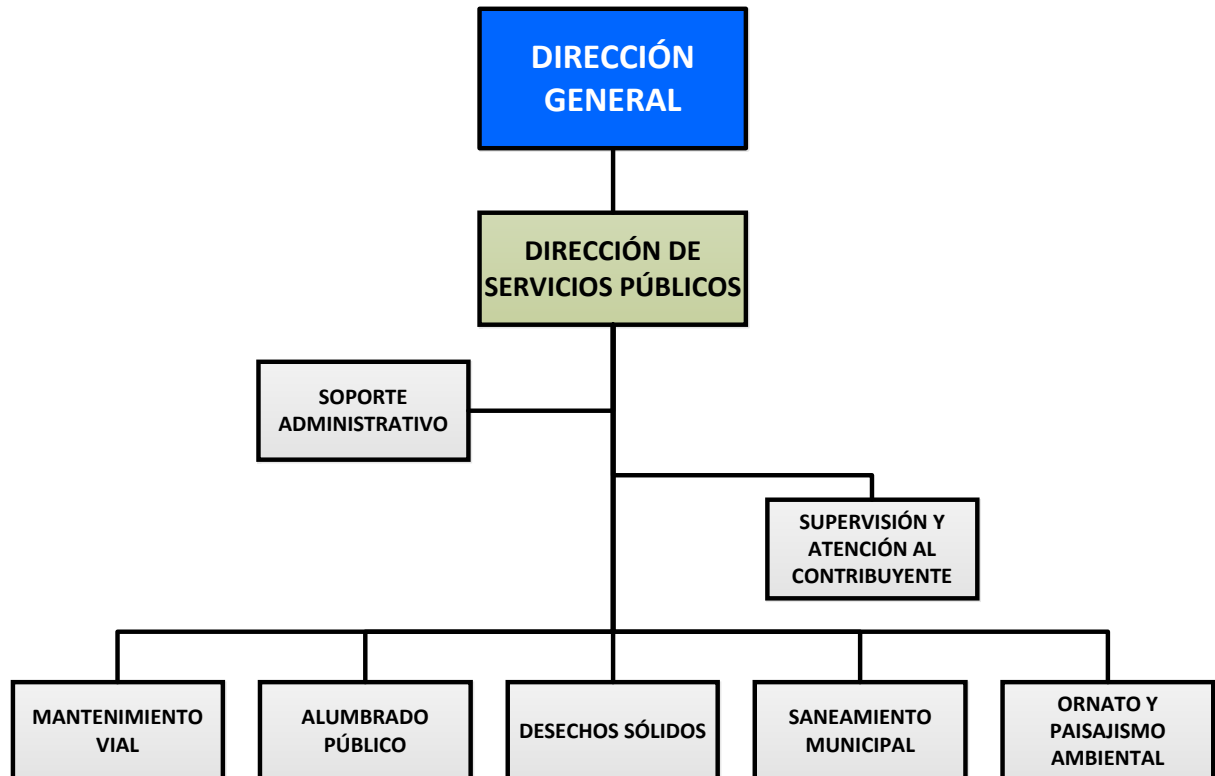 DIRECCIÓN
GENERAL
DIRECCIÓN DE
SERVICIOS PÚBLICOS
SOPORTE
ADMINISTRATIVO
SUPERVISIÓN Y
ATENCIÓN AL
CONTRIBUYENTE
MANTENIMIENTO
VIAL
ALUMBRADO
PÚBLICO
DESECHOS SÓLIDOS
SANEAMIENTO
MUNICIPAL
ORNATO Y
PAISAJISMO
AMBIENTAL